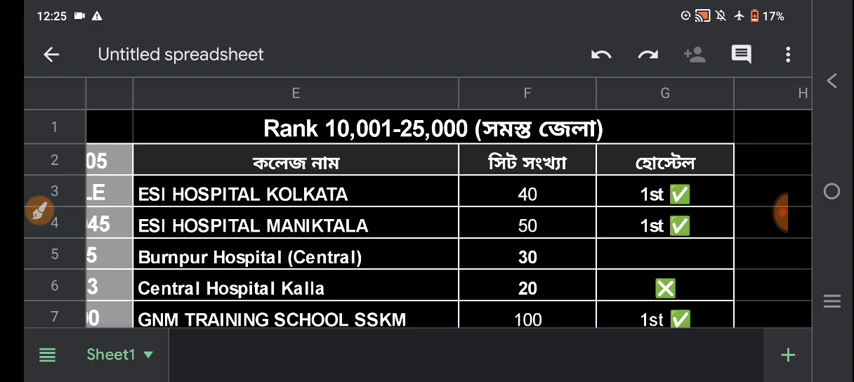 12:25 17%
Untitled spreadsheet
E F G H
1 Rank 10,001-25,000 (সমস্ত জেলা)
2 05 কলেজ নাম সিট সংখ্যা হোস্টেল
3 LE ESI HOSPITAL KOLKATA 40 1st ✅
4 45 ESI HOSPITAL MANIKTALA 50 1st ✅
5 5 Burnpur Hospital (Central) 30
6 3 Central Hospital Kalla 20 ❎
7 00 GNM TRAINING SCHOOL SSKM 100 1st ✅
Sheet1